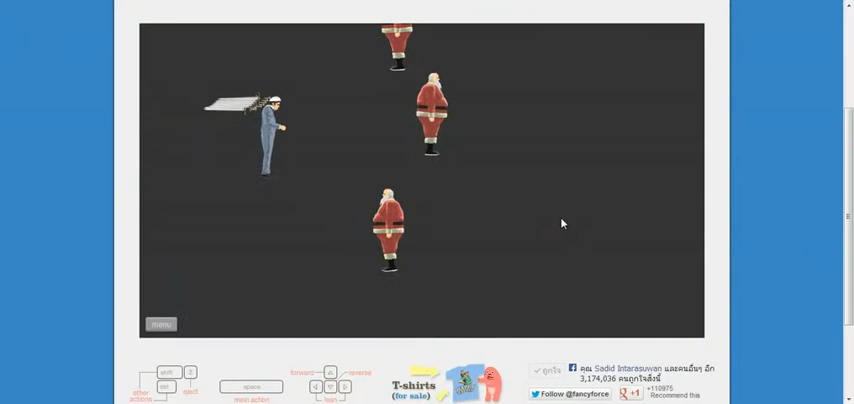 menu
shift
Z
ctrl
other
actions
eject
space...
main action
forward
reverse
lean
T-shirts
(for sale)
ถูกใจ
คุณ Sadid Intarasuwan และคนอื่นๆ อีก
3,174,036 คนถูกใจสิ่งนี้
Follow @fancyforce
+1
+110975
Recommend this